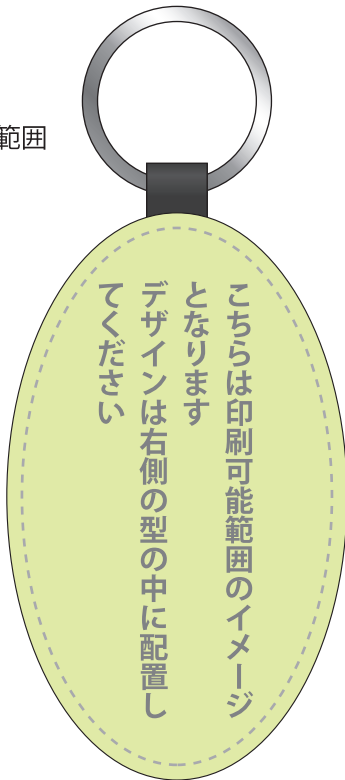 範囲
こちらは印刷可能範囲のイメージ
となります
デザインは右側の型の中に配置し
てください